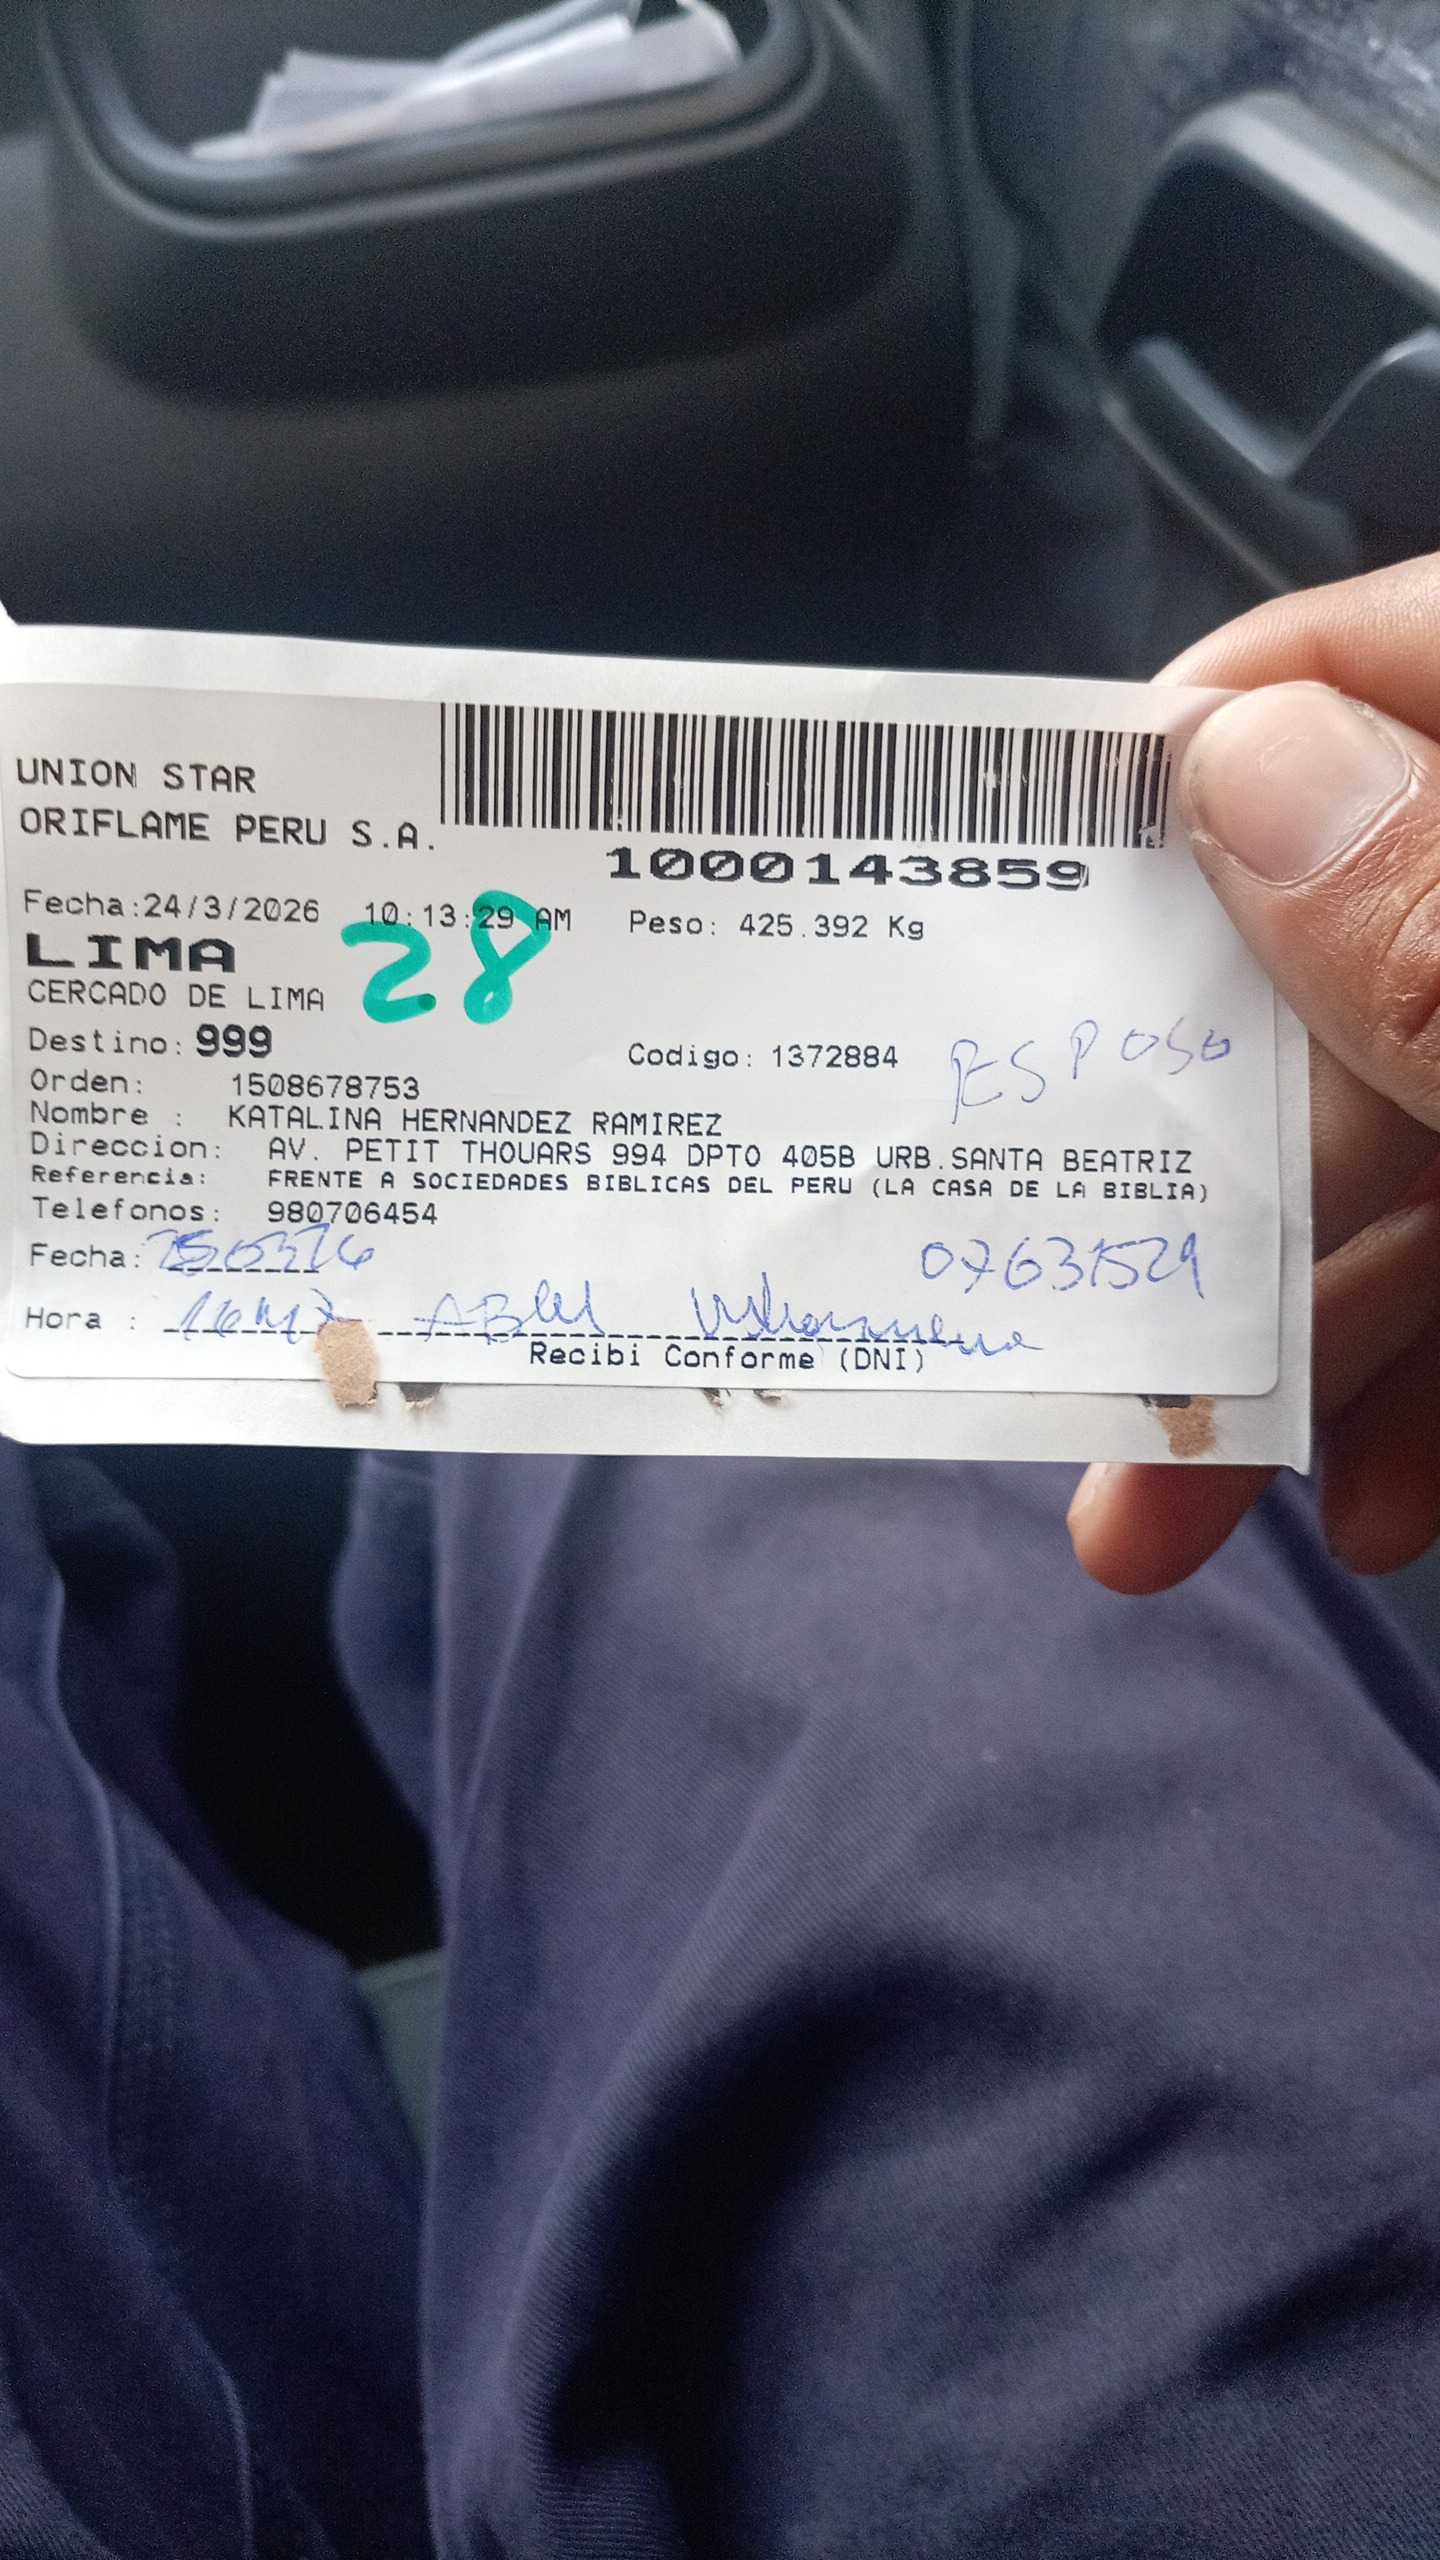 UNION STAR
ORIFLAME PERU S.A.
1000143859
Fecha:24/3/2026 10:13:29 AM Peso: 425.392 Kg
LIMA
28
CERCADO DE LIMA
Destino: 999
Codigo: 1372884
ESPOSO
Orden: 1508678753
Nombre : KATALINA HERNANDEZ RAMIREZ
Direccion: AV. PETIT THOUARS 994 DPTO 405B URB.SANTA BEATRIZ
Referencia: FRENTE A SOCIEDADES BIBLICAS DEL PERU (LA CASA DE LA BIBLIA)
Telefonos: 980706454
Fecha:
07631529
Hora : ABEL
Recibi Conforme (DNI)